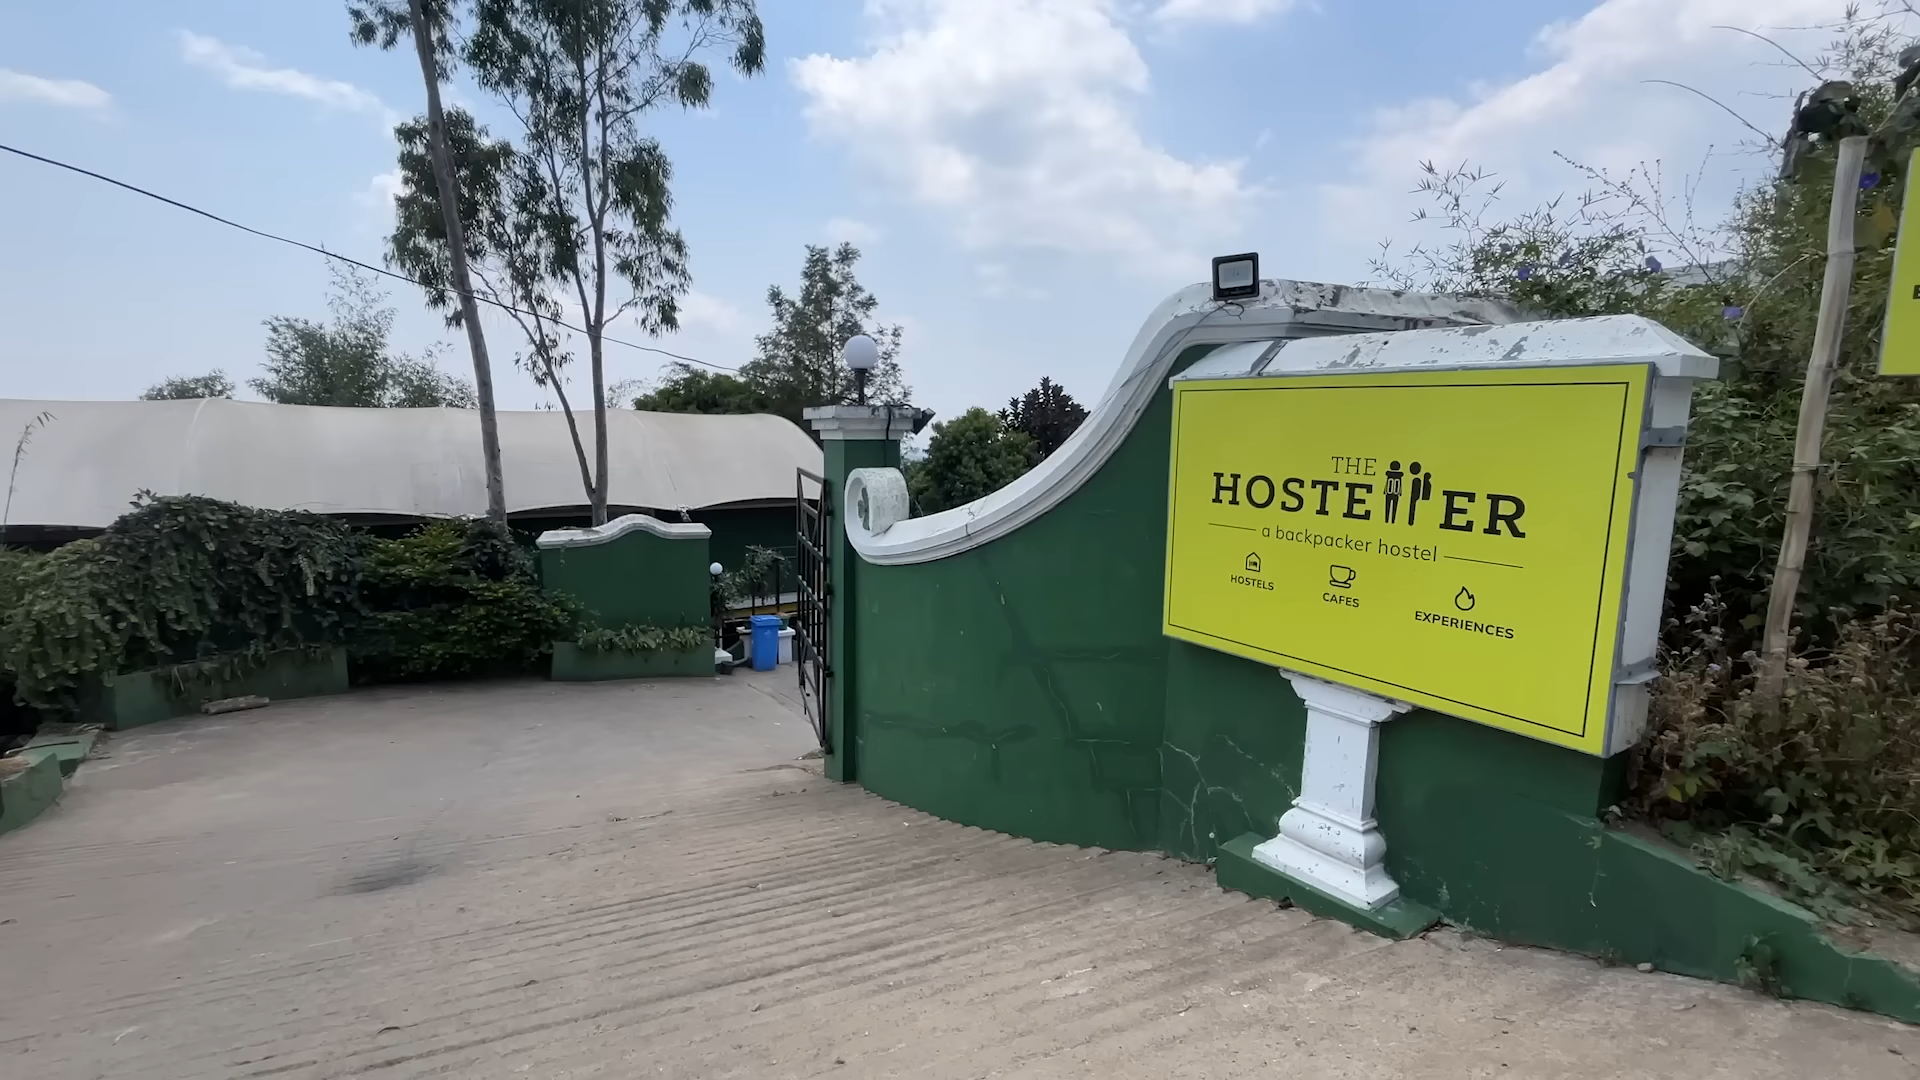 THE
HOSTELLER
a backpacker hostel
HOSTELS
CAFES
EXPERIENCES